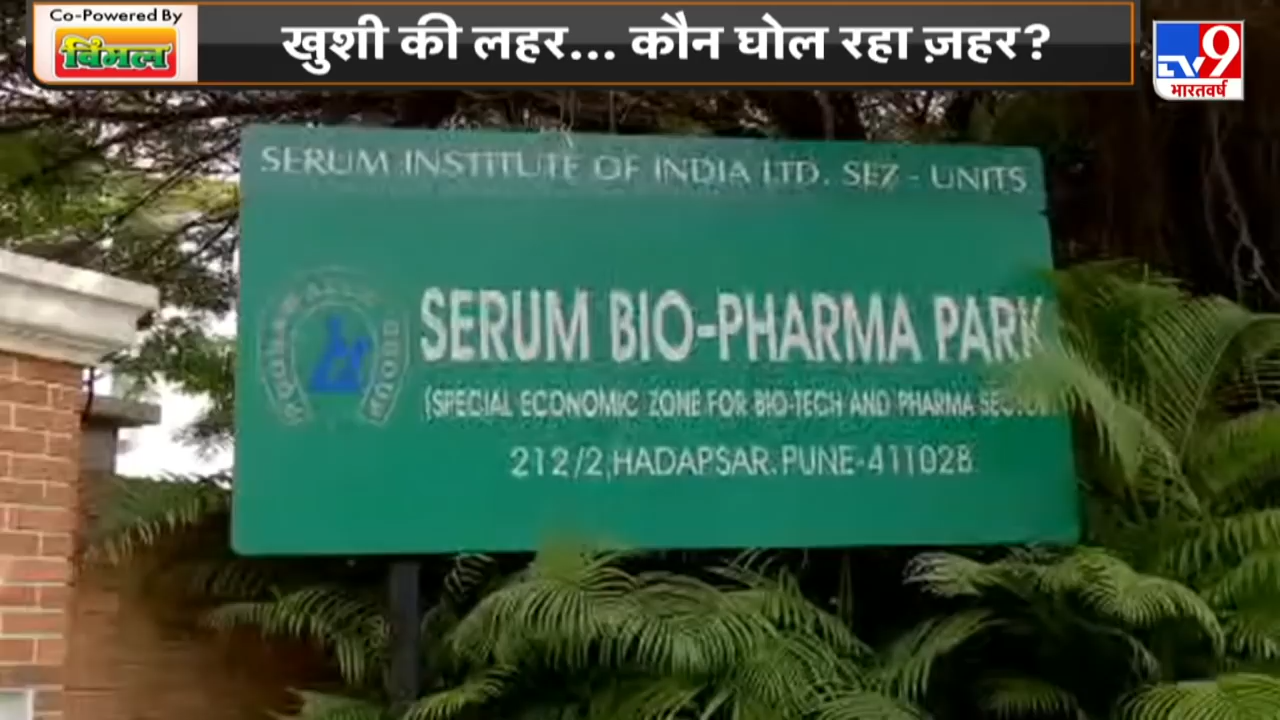 Co-Powered By
विमल
खुशी की लहर... कौन घोल रहा ज़हर?
TV9
भारतवर्ष
SERUM INSTITUTE OF INDIA LTD. SEZ - UNITS
SERUM BIO-PHARMA PARK
(SPECIAL ECONOMIC ZONE FOR BIO-TECH AND PHARMA
212/2, HADAPSAR. PUNE-411028